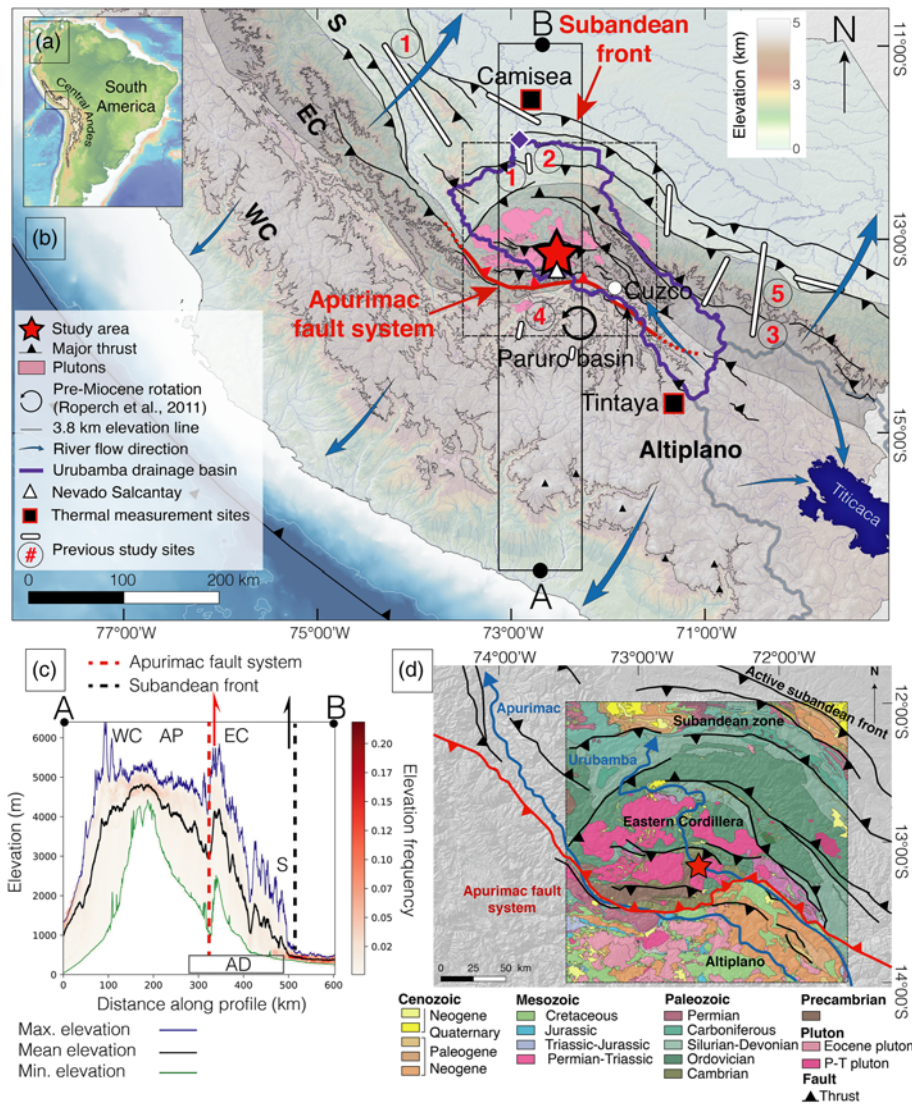 (a)
South
America
Central
Andes
(b)
S
EC
WC
1
B
Subandean
front
Camisea
Elevation (km)
5
3
0
N
11°S
2
1
13°S
Apurimac
fault system
Cuzco
4
Paruro basin
5
3
Tintaya
15°S
Altiplano
Titicaca
A
Study area
Major thrust
Plutons
Pre-Miocene rotation
(Roperch et al., 2011)
3.8 km elevation line
River flow direction
Urubamba drainage basin
Nevado Salcantay
Thermal measurement sites
# Previous study sites
0 100 200 km
77°00'W 75°00'W 73°00'W 71°00'W
(c)
Apurimac fault system
Subandean front
A B
WC AP EC
S
AD
Elevation (m)
6000
5000
4000
3000
2000
1000
0
0 100 200 300 400 500 600
Distance along profile (km)
0.20
0.17
0.14
0.11
0.08
0.05
0.02
Elevation frequency
Max. elevation
Mean elevation
Min. elevation
(d)
74°00'W 73°00'W 72°00'W
N
Active subandean front
12°00'S
Apurimac
Subandean zone
Urubamba
Eastern Cordillera
13°00'S
Apurimac fault
system
Altiplano
14°00'S
0 25 50 km
Cenozoic
Neogene
Quaternary
Paleogene
Neogene
Mesozoic
Cretaceous
Jurassic
Triassic-Jurassic
Permian-Triassic
Paleozoic
Permian
Carboniferous
Silurian-Devonian
Ordovician
Cambrian
Precambrian
Pluton
Eocene pluton
P-T pluton
Fault
Thrust